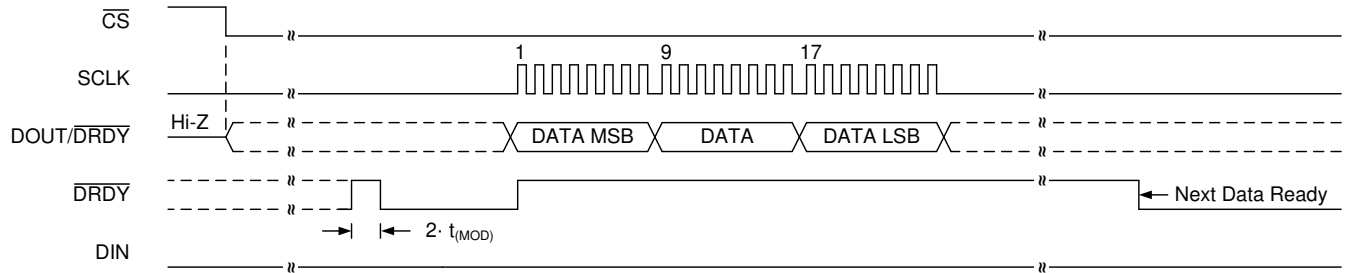 CS
1 9 17
SCLK
Hi-Z
DOUT/DRDY
DATA MSB DATA DATA LSB
DRDY
Next Data Ready
2· t(MOD)
DIN